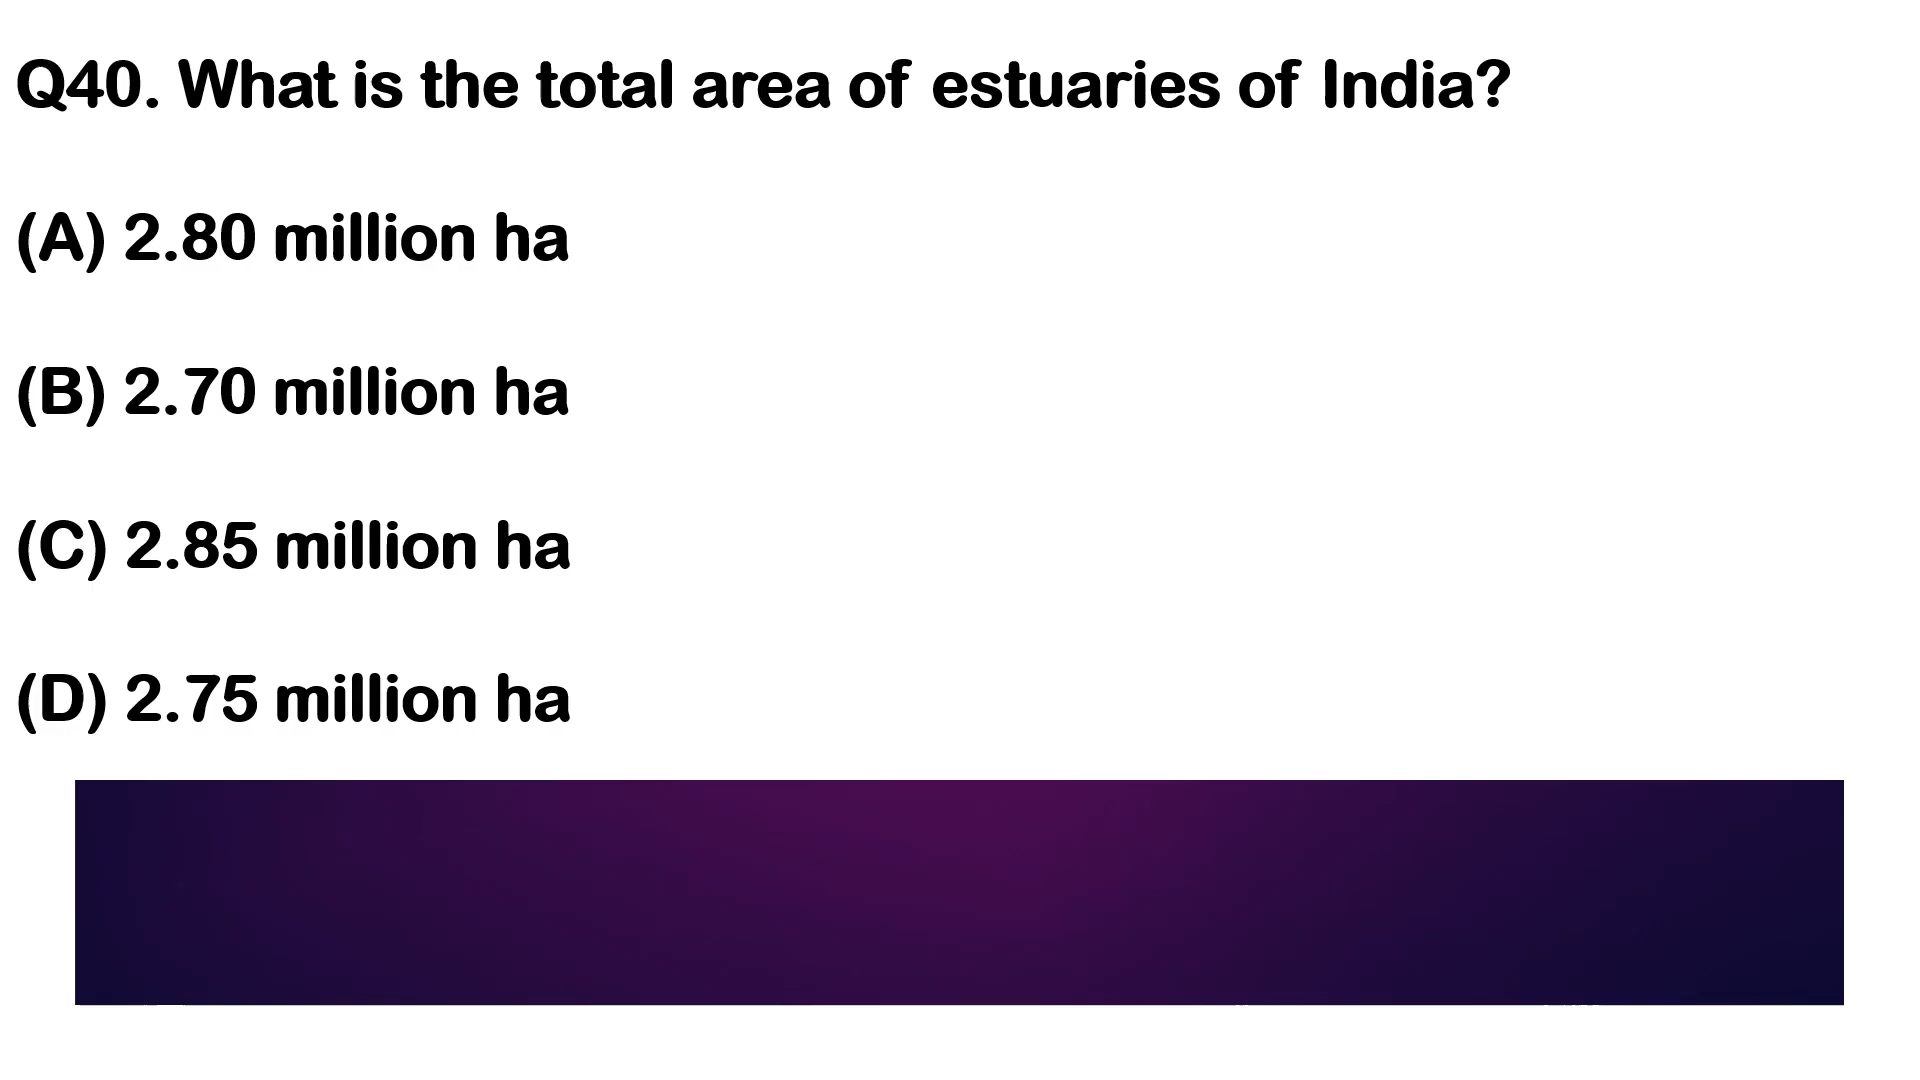 Q40. What is the total area of estuaries of India?
(A) 2.80 million ha
(B) 2.70 million ha
(C) 2.85 million ha
(D) 2.75 million ha